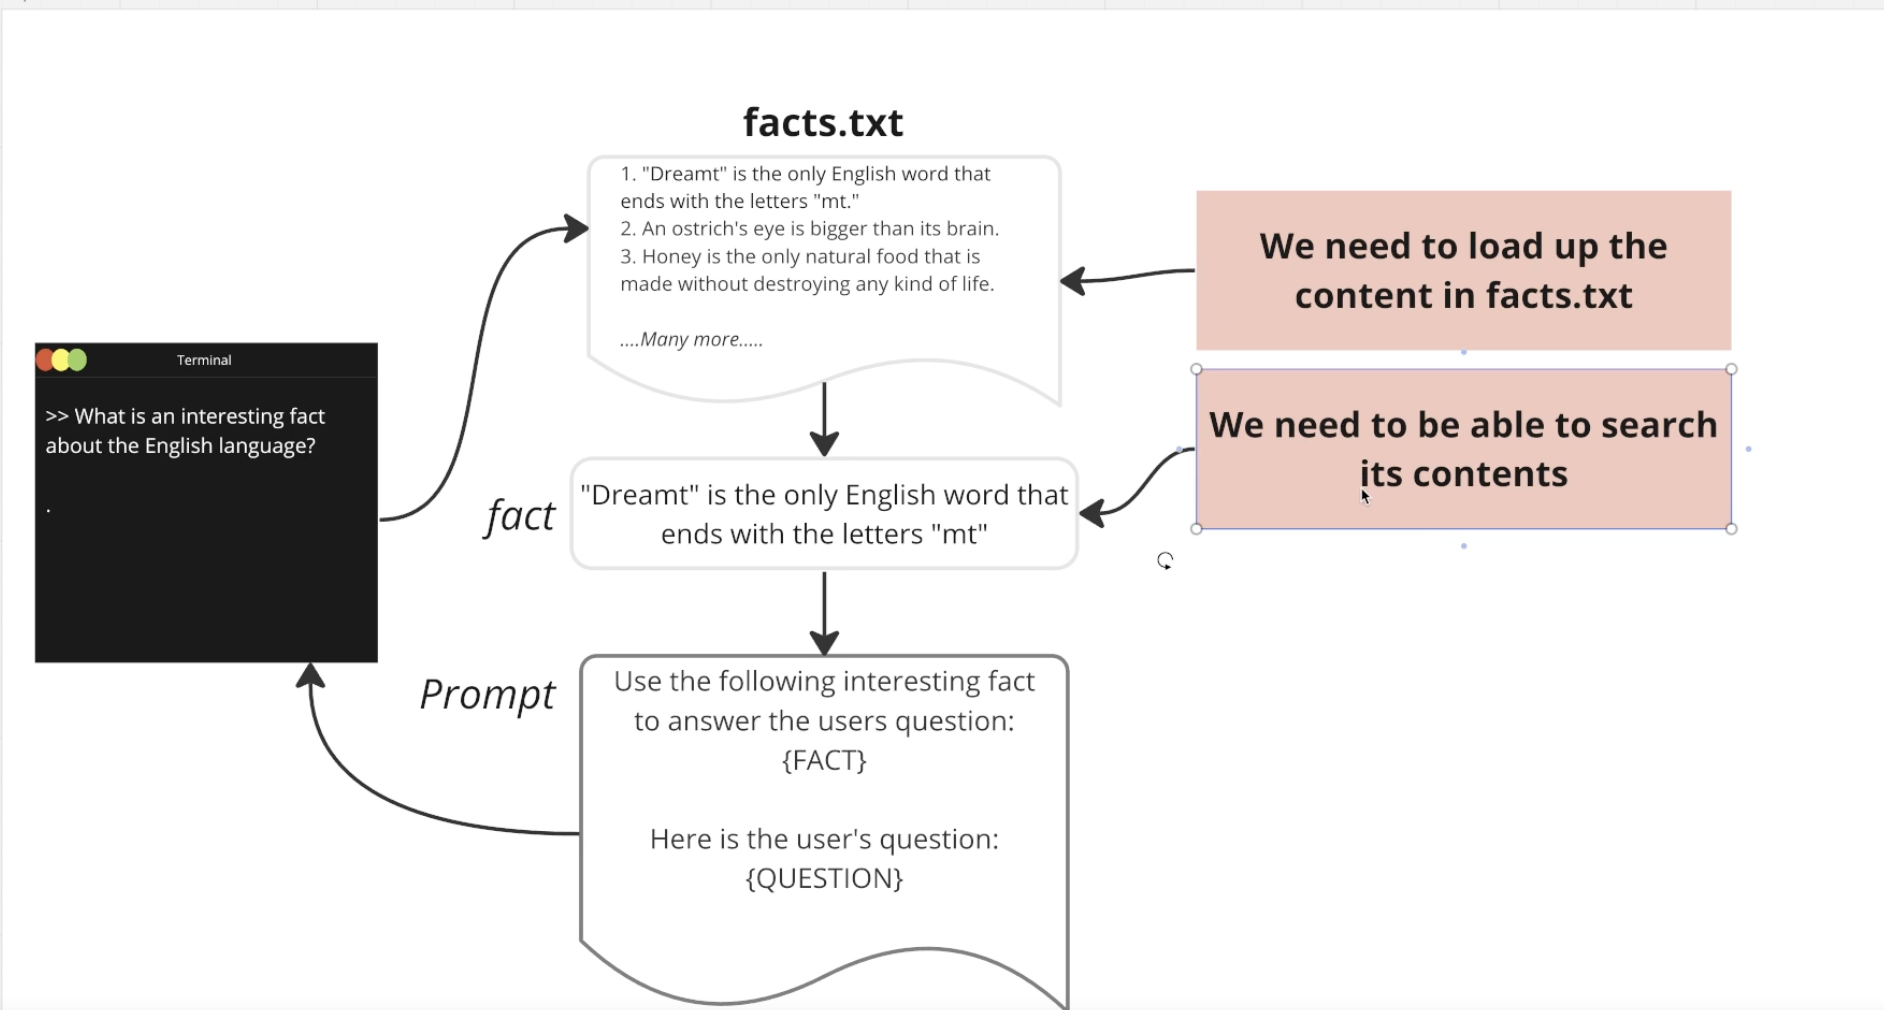 facts.txt
1. "Dreamt" is the only English word that
ends with the letters "mt."
2. An ostrich's eye is bigger than its brain.
3. Honey is the only natural food that is
made without destroying any kind of life.
....Many more.....
We need to load up the
content in facts.txt
We need to be able to search
its contents
Terminal
>> What is an interesting fact
about the English language?
.
fact
"Dreamt" is the only English word that
ends with the letters "mt"
Prompt
Use the following interesting fact
to answer the users question:
{FACT}
Here is the user's question:
{QUESTION}